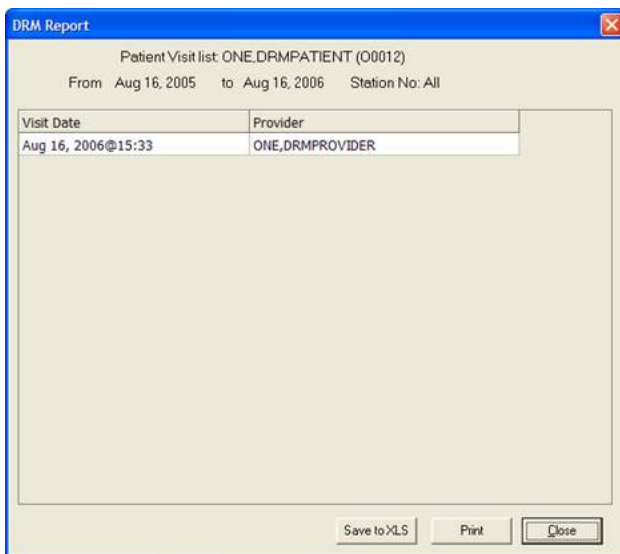 DRM Report
Patient Visit list: ONE,DRMPATIENT (O0012)
From Aug 16, 2005 to Aug 16, 2006 Station No: All
Visit Date Provider
Aug 16, 2006@15:33 ONE,DRMPROVIDER
Save to XLS Print Close